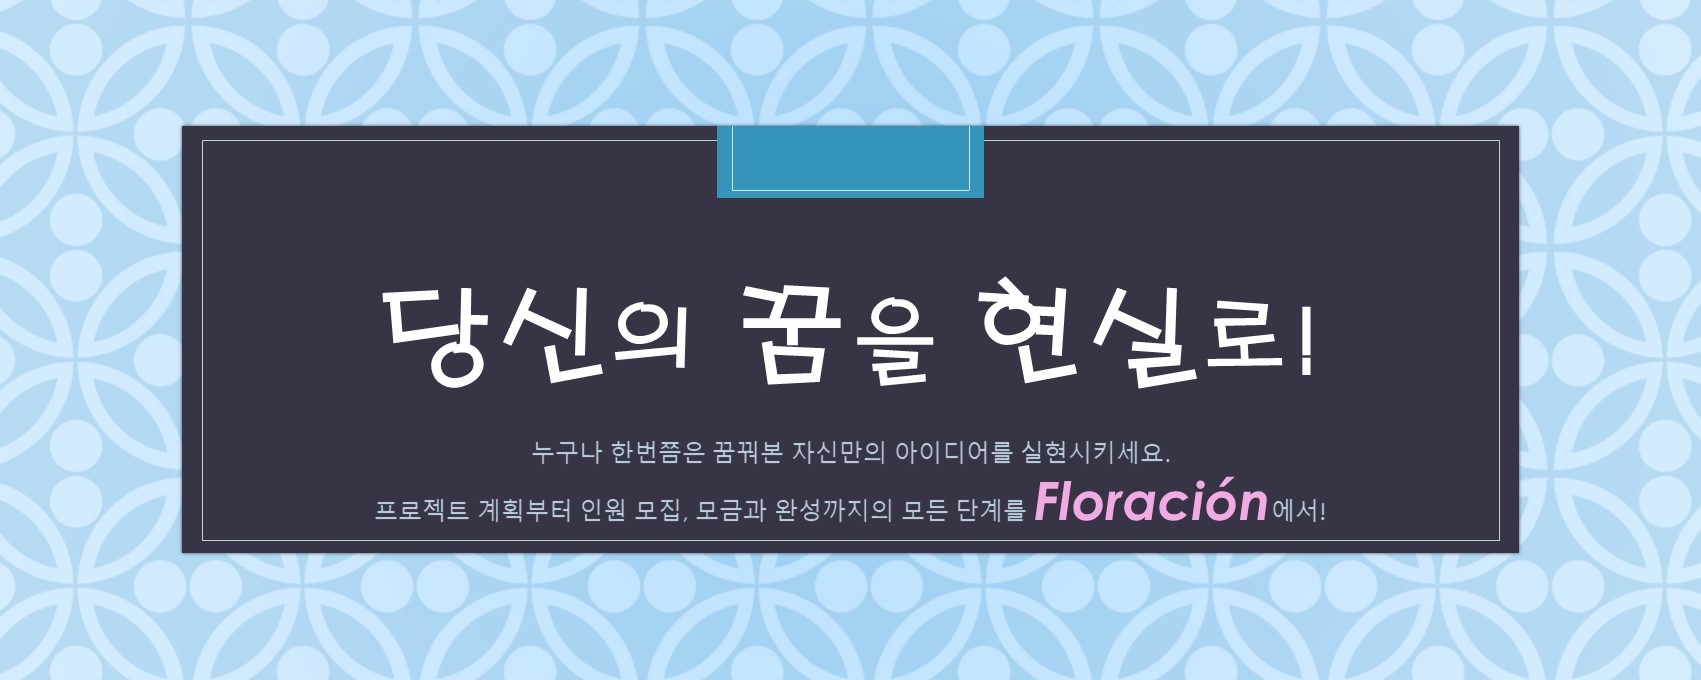 당신의 꿈을 현실로!
누구나 한번쯤은 꿈꿔본 자신만의 아이디어를 실현시키세요.
프로젝트 계획부터 인원 모집, 모금과 완성까지의 모든 단계를 Floración에서!